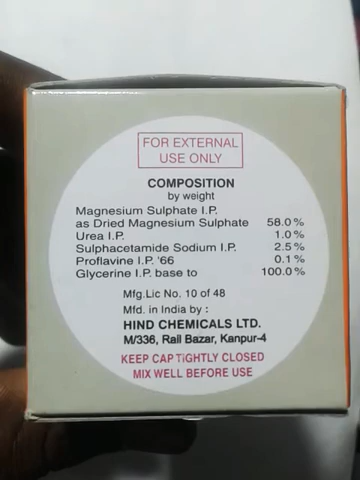 FOR EXTERNAL
USE ONLY
COMPOSITION
by weight
Magnesium Sulphate I.P.
as Dried Magnesium Sulphate 58.0%
Urea I.P. 1.0%
Sulphacetamide Sodium I.P. 2.5%
Proflavine I.P. '66 0.1%
Glycerine I.P. base to 100.0%
Mfg.Lic No. 10 of 48
Mfd. in India by :
HIND CHEMICALS LTD.
M/336, Rail Bazar, Kanpur-4
KEEP CAP TiGHTLY CLOSED
MIX WELL BEFORE USE